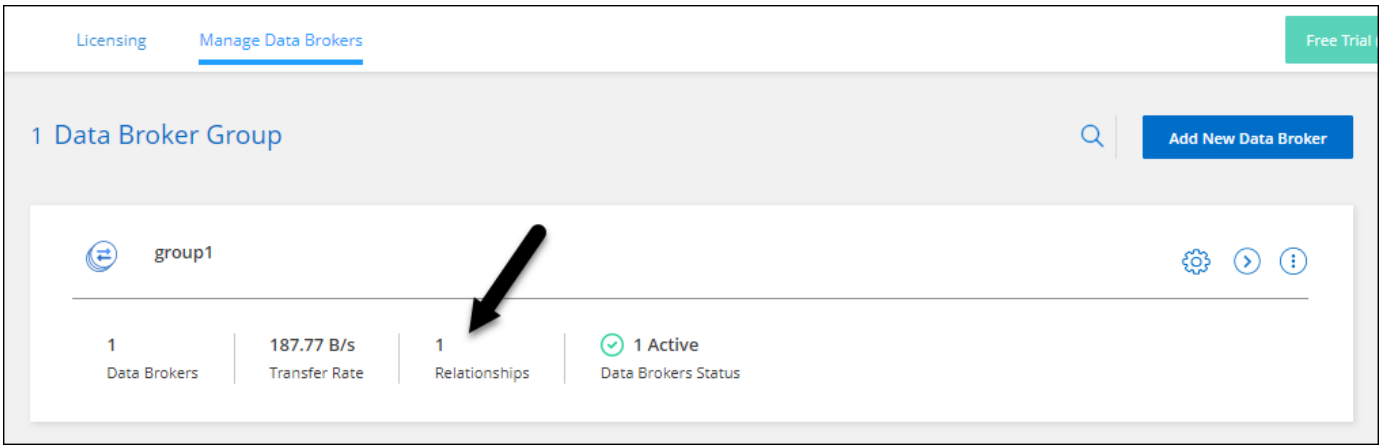 Licensing Manage Data Brokers Free Trial
1 Data Broker Group Add New Data Broker
group1
1 187.77 B/s 1 1 Active
Data Brokers Transfer Rate Relationships Data Brokers Status